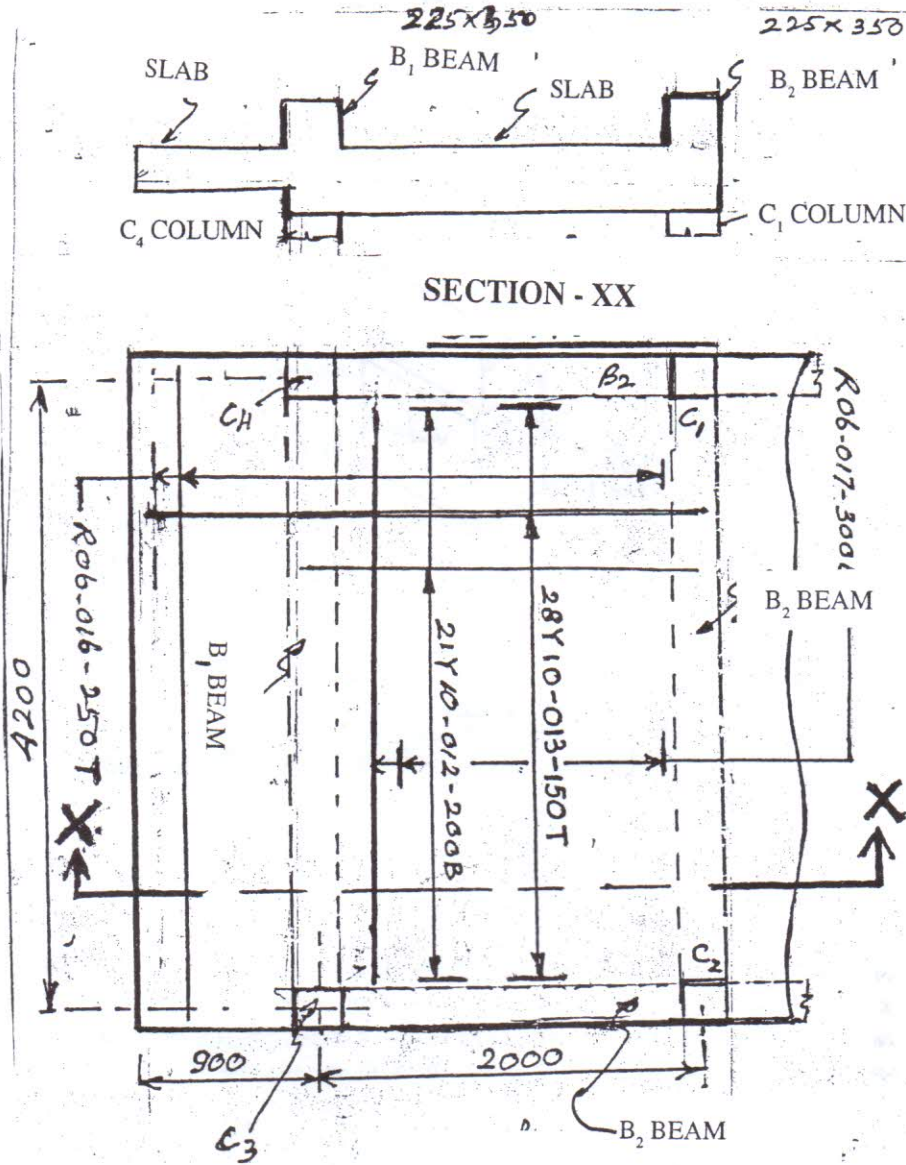 225×350
225×350
SLAB
B₁ BEAM
SLAB
B₂ BEAM
C₄ COLUMN
C₁ COLUMN
SECTION - XX
C4
B2
C1
R06-017-300
4200
R06-016-250T
B₁ BEAM
21Y10-012-200B
28Y10-013-150T
B₂ BEAM
X
X
C2
900
2000
C3
B₂ BEAM